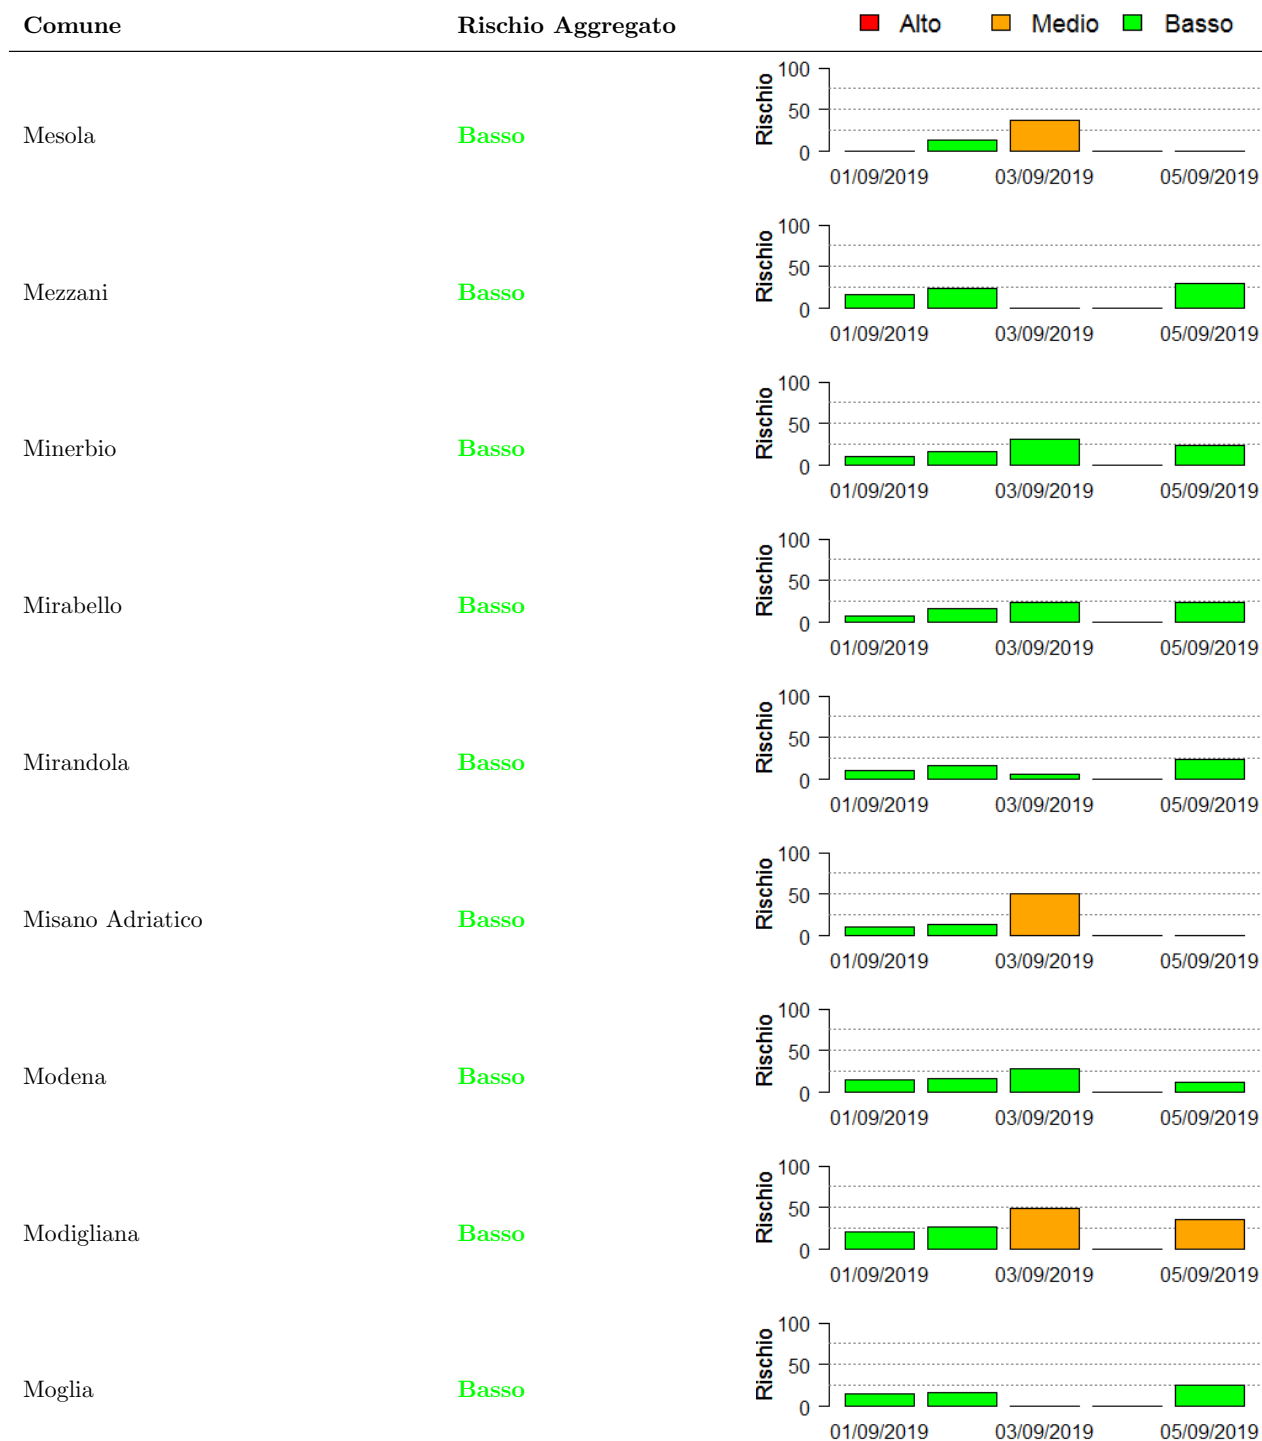 Comune Rischio Aggregato Alto Medio Basso
100
50
0
Rischio
Mesola Basso
01/09/2019 03/09/2019 05/09/2019
100
50
0
Rischio
Mezzani Basso
01/09/2019 03/09/2019 05/09/2019
100
50
0
Rischio
Minerbio Basso
01/09/2019 03/09/2019 05/09/2019
100
50
0
Rischio
Mirabello Basso
01/09/2019 03/09/2019 05/09/2019
100
50
0
Rischio
Mirandola Basso
01/09/2019 03/09/2019 05/09/2019
100
50
0
Rischio
Misano Adriatico Basso
01/09/2019 03/09/2019 05/09/2019
100
50
0
Rischio
Modena Basso
01/09/2019 03/09/2019 05/09/2019
100
50
0
Rischio
Modigliana Basso
01/09/2019 03/09/2019 05/09/2019
100
50
0
Rischio
Moglia Basso
01/09/2019 03/09/2019 05/09/2019